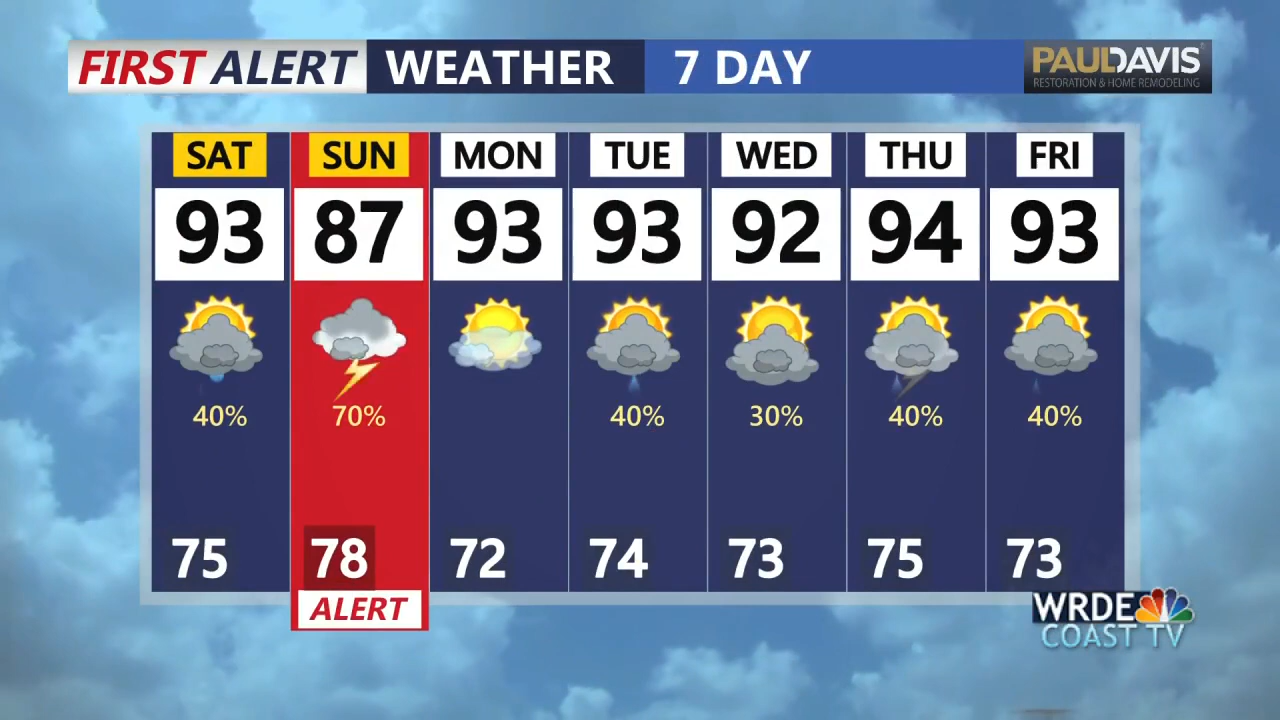 FIRST ALERT WEATHER 7 DAY
PAUL DAVIS
RESTORATION & HOME REMODELING
SAT SUN MON TUE WED THU FRI
93 87 93 93 92 94 93
40% 70% 40% 30% 40% 40%
75 78 72 74 73 75 73
ALERT
WRDE
COAST TV